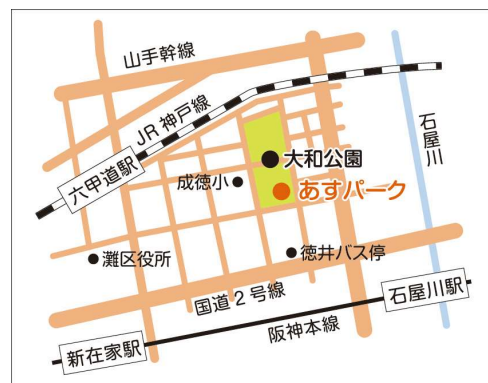 山手幹線
JR神戸線
六甲道駅
石屋川
大和公園
成徳小
あすパーク
灘区役所
徳井バス停
国道2号線
石屋川駅
阪神本線
新在家駅